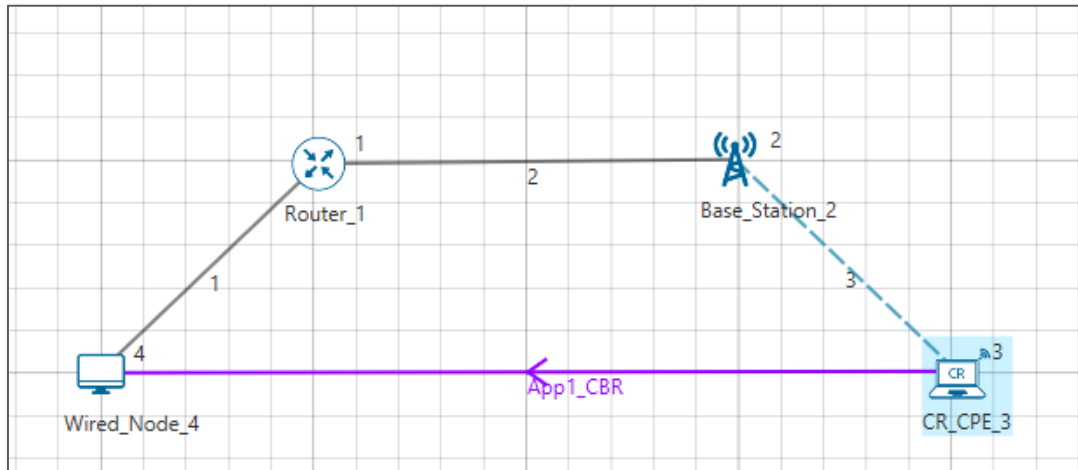 1
Router_1
2
2
Base_Station_2
1
3
4
Wired_Node_4
App1_CBR
CR
3
CR_CPE_3